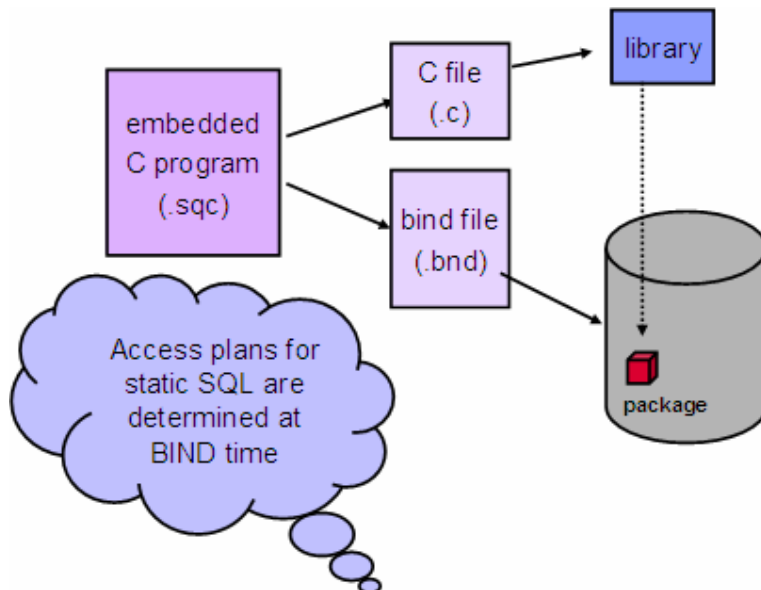 embedded
C program
(.sqc)
C file
(.c)
library
bind file
(.bnd)
package
Access plans for
static SQL are
determined at
BIND time